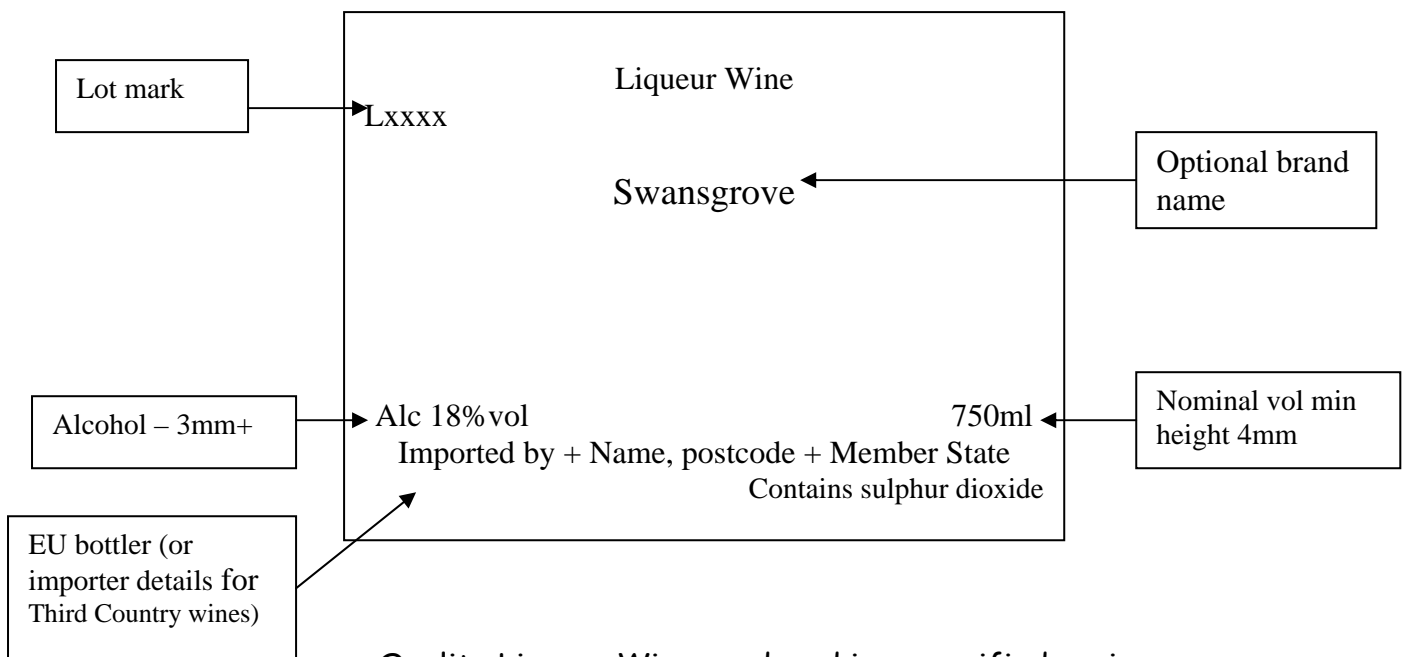 Liqueur Wine
Lot mark
Lxxxx
Optional brand
name
Swansgrove
Alcohol – 3mm+
Alc 18%vol
750ml
Nominal vol min
height 4mm
Imported by + Name, postcode + Member State
Contains sulphur dioxide
EU bottler (or
importer details for
Third Country wines)